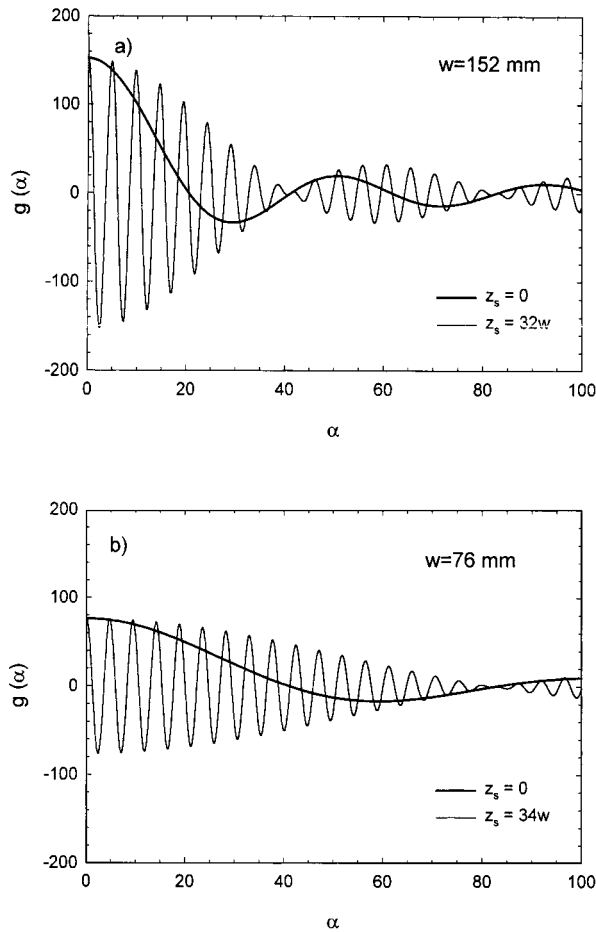 200
a)
w=152 mm
100
g (α)
0
-100
z_s = 0
z_s = 32w
-200
0 20 40 60 80 100
α
200
b)
w=76 mm
100
g (α)
0
-100
z_s = 0
z_s = 34w
-200
0 20 40 60 80 100
α